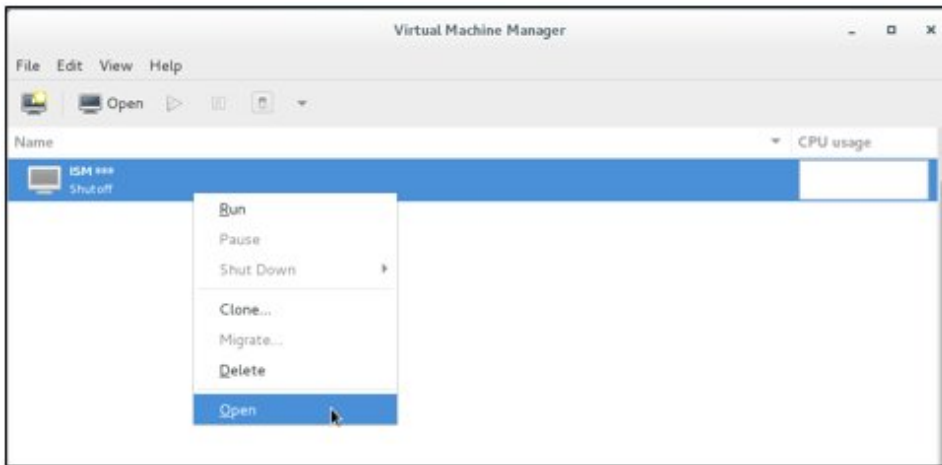 Virtual Machine Manager
File Edit View Help
Open
Name CPU usage
ISM ***
Shutoff
Run
Pause
Shut Down
Clone...
Migrate...
Delete
Open